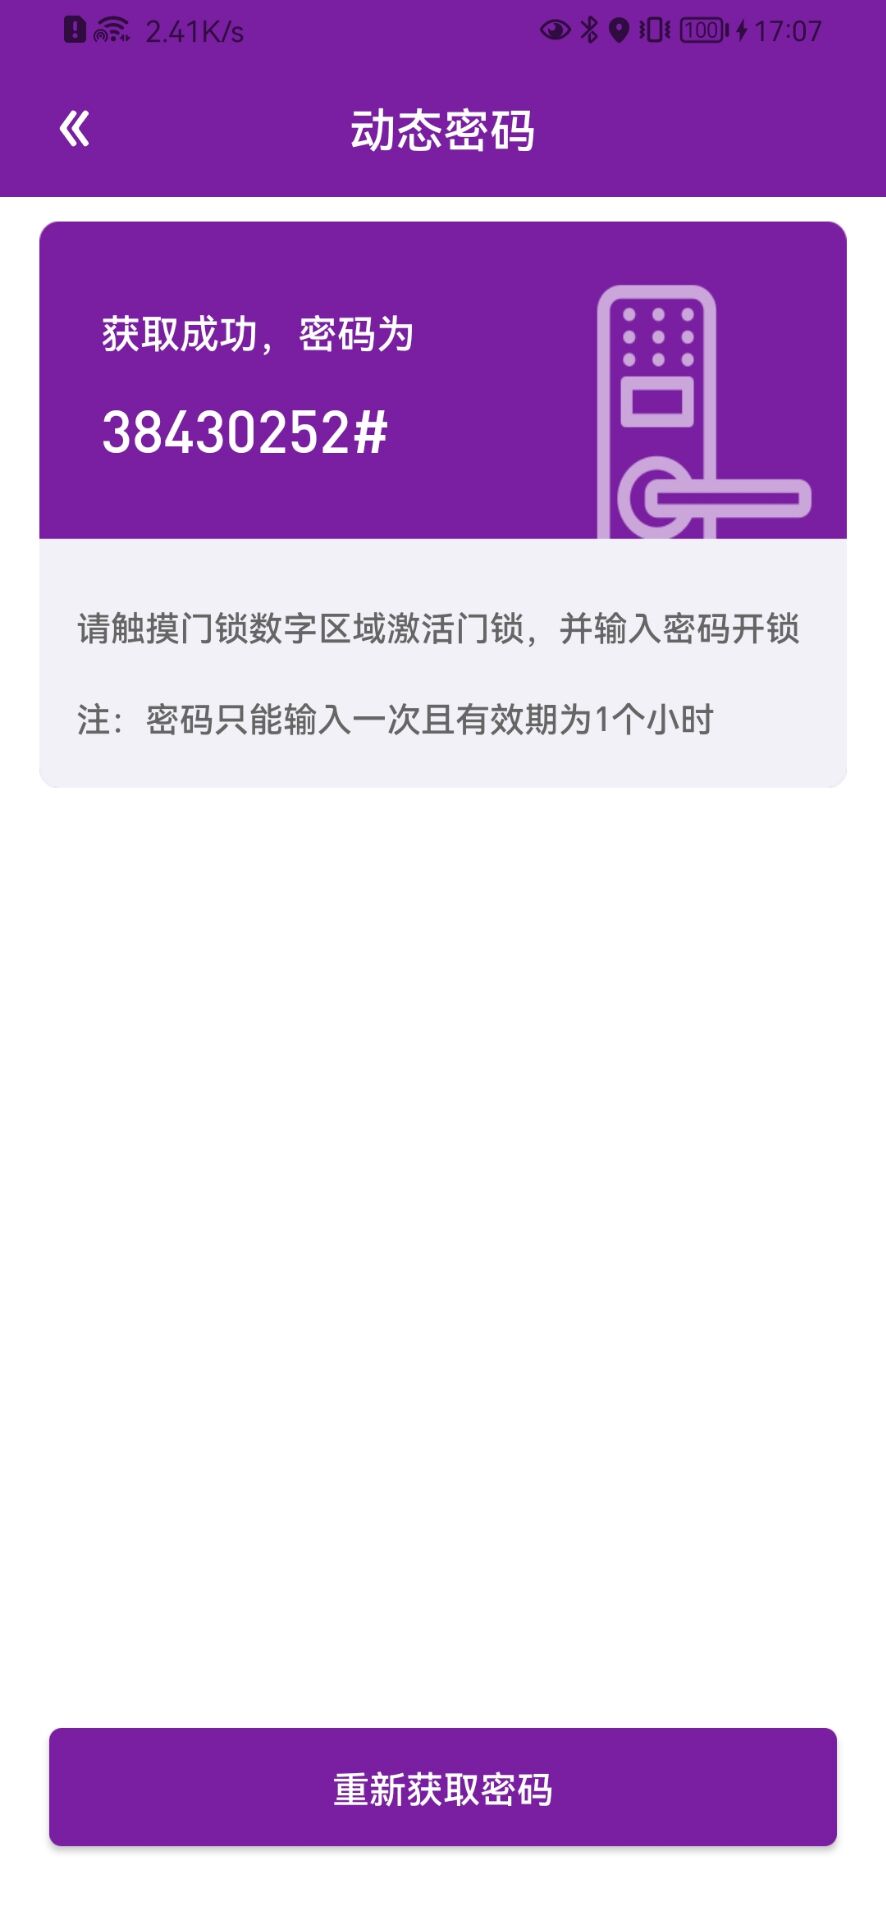 2.41K/s
100 17:07
动态密码
获取成功，密码为
38430252#
请触摸门锁数字区域激活门锁，并输入密码开锁
注：密码只能输入一次且有效期为1个小时
重新获取密码